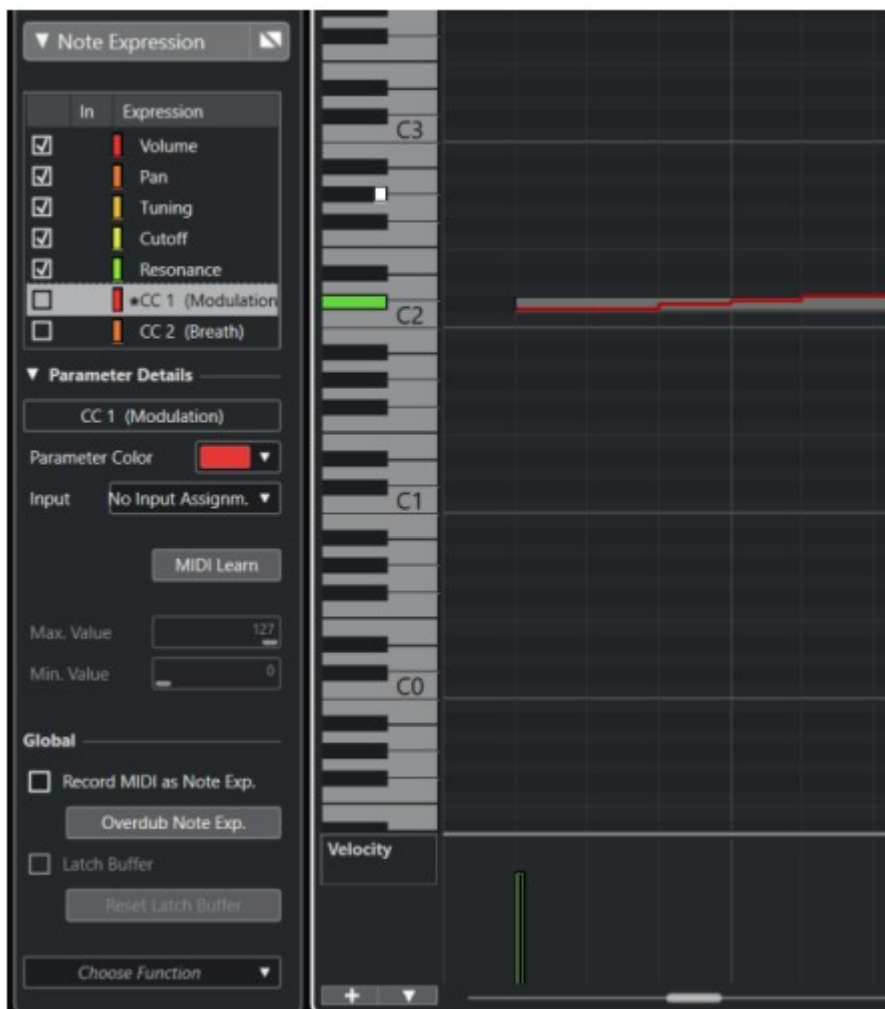 Note Expression
In Expression
Volume
Pan
Tuning
Cutoff
Resonance
★CC 1 (Modulation
CC 2 (Breath)
Parameter Details
CC 1 (Modulation)
Parameter Color
Input No Input Assignm.
MIDI Learn
Max. Value 127
Min. Value 0
Global
Record MIDI as Note Exp.
Overdub Note Exp.
Latch Buffer
Reset Latch Buffer
Choose Function
C3
C2
C1
C0
Velocity